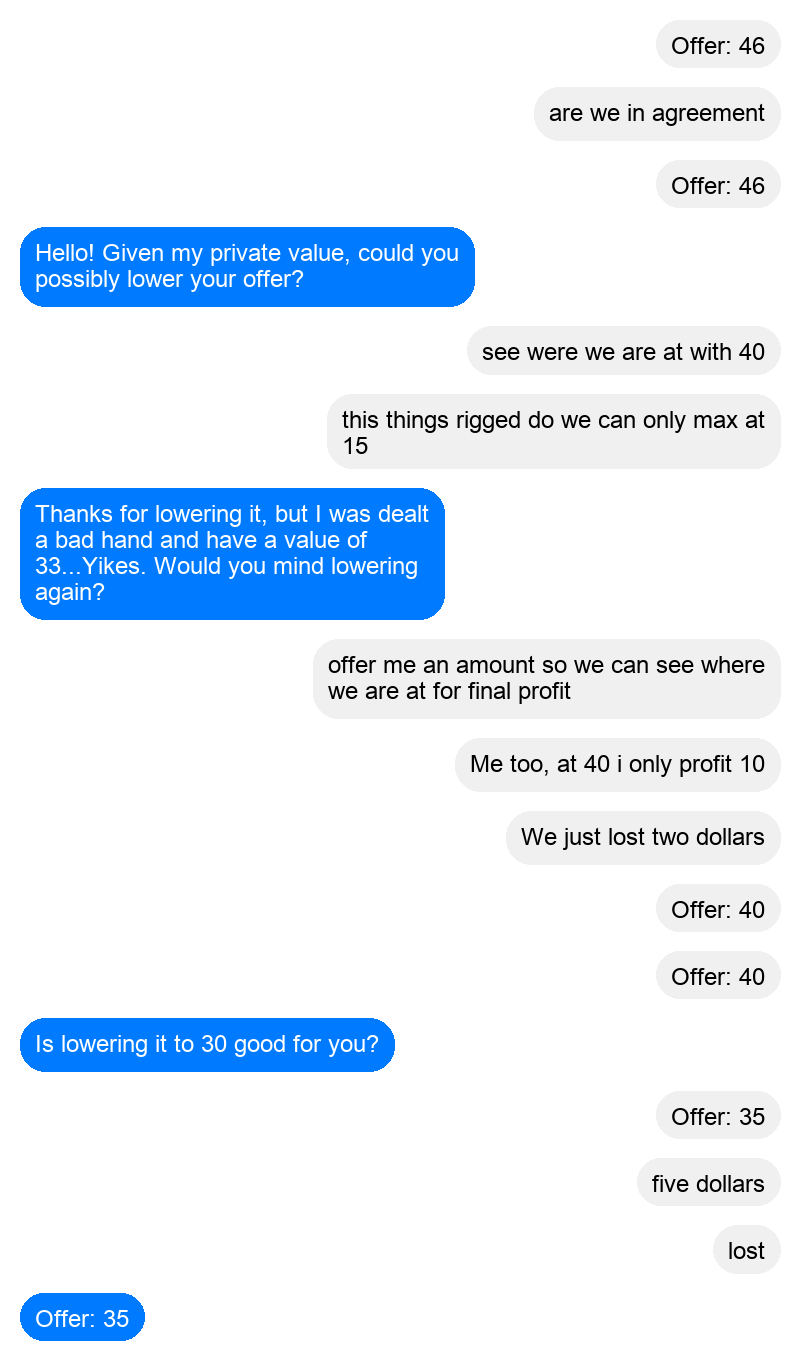 Offer: 46
are we in agreement
Offer: 46
Hello! Given my private value, could you
possibly lower your offer?
see were we are at with 40
this things rigged do we can only max at
15
Thanks for lowering it, but I was dealt
a bad hand and have a value of
33...Yikes. Would you mind lowering
again?
offer me an amount so we can see where
we are at for final profit
Me too, at 40 i only profit 10
We just lost two dollars
Offer: 40
Offer: 40
Is lowering it to 30 good for you?
Offer: 35
five dollars
lost
Offer: 35